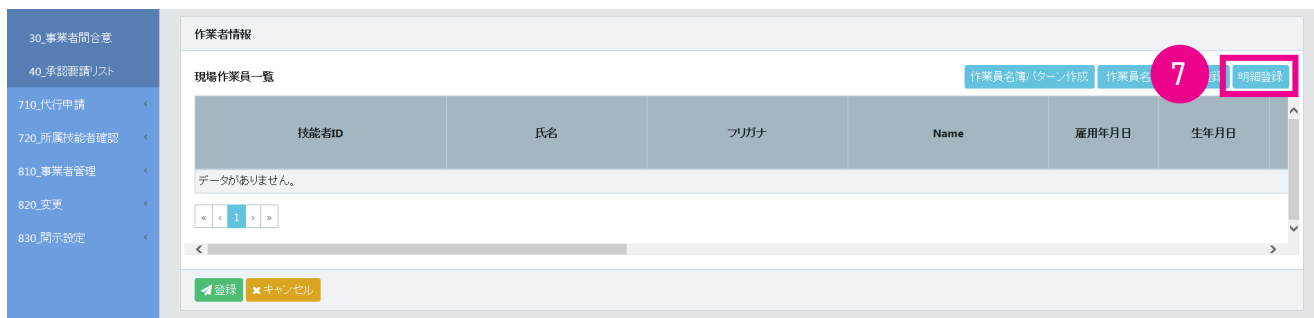 30_事業者間合意
40_承認要請リスト
710_代行申請
720_所属技能者確認
810_事業者管理
820_変更
830_開示設定
作業者情報
現場作業員一覧
作業員名簿パターン作成 作業員名 7 登録 明細登録
技能者ID 氏名 フリガナ Name 雇用年月日 生年月日
データがありません。
« ‹ 1 › »
登録 ×キャンセル